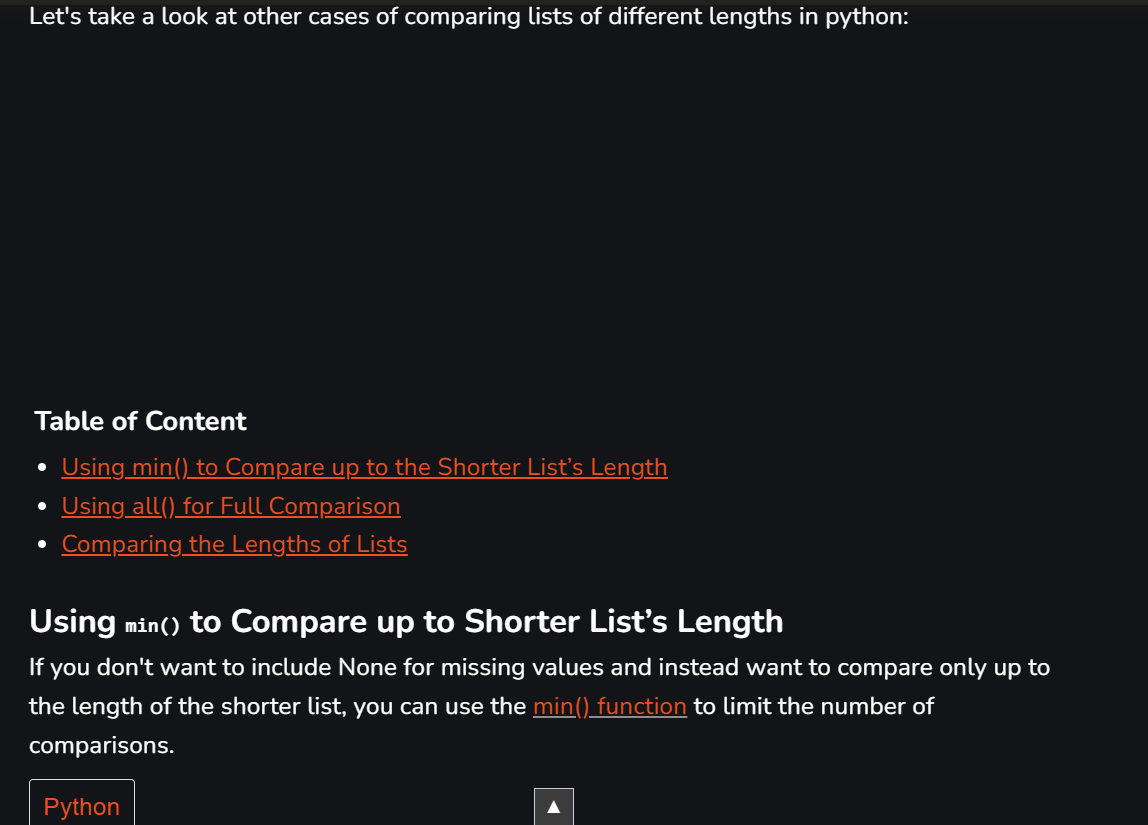 Let's take a look at other cases of comparing lists of different lengths in python:
Table of Content
Using min() to Compare up to the Shorter List’s Length
Using all() for Full Comparison
Comparing the Lengths of Lists
Using min() to Compare up to Shorter List’s Length
If you don't want to include None for missing values and instead want to compare only up to
the length of the shorter list, you can use the min() function to limit the number of
comparisons.
Python